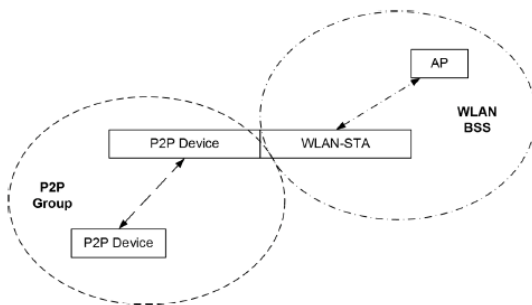 AP
WLAN
BSS
P2P Device
WLAN-STA
P2P
Group
P2P Device